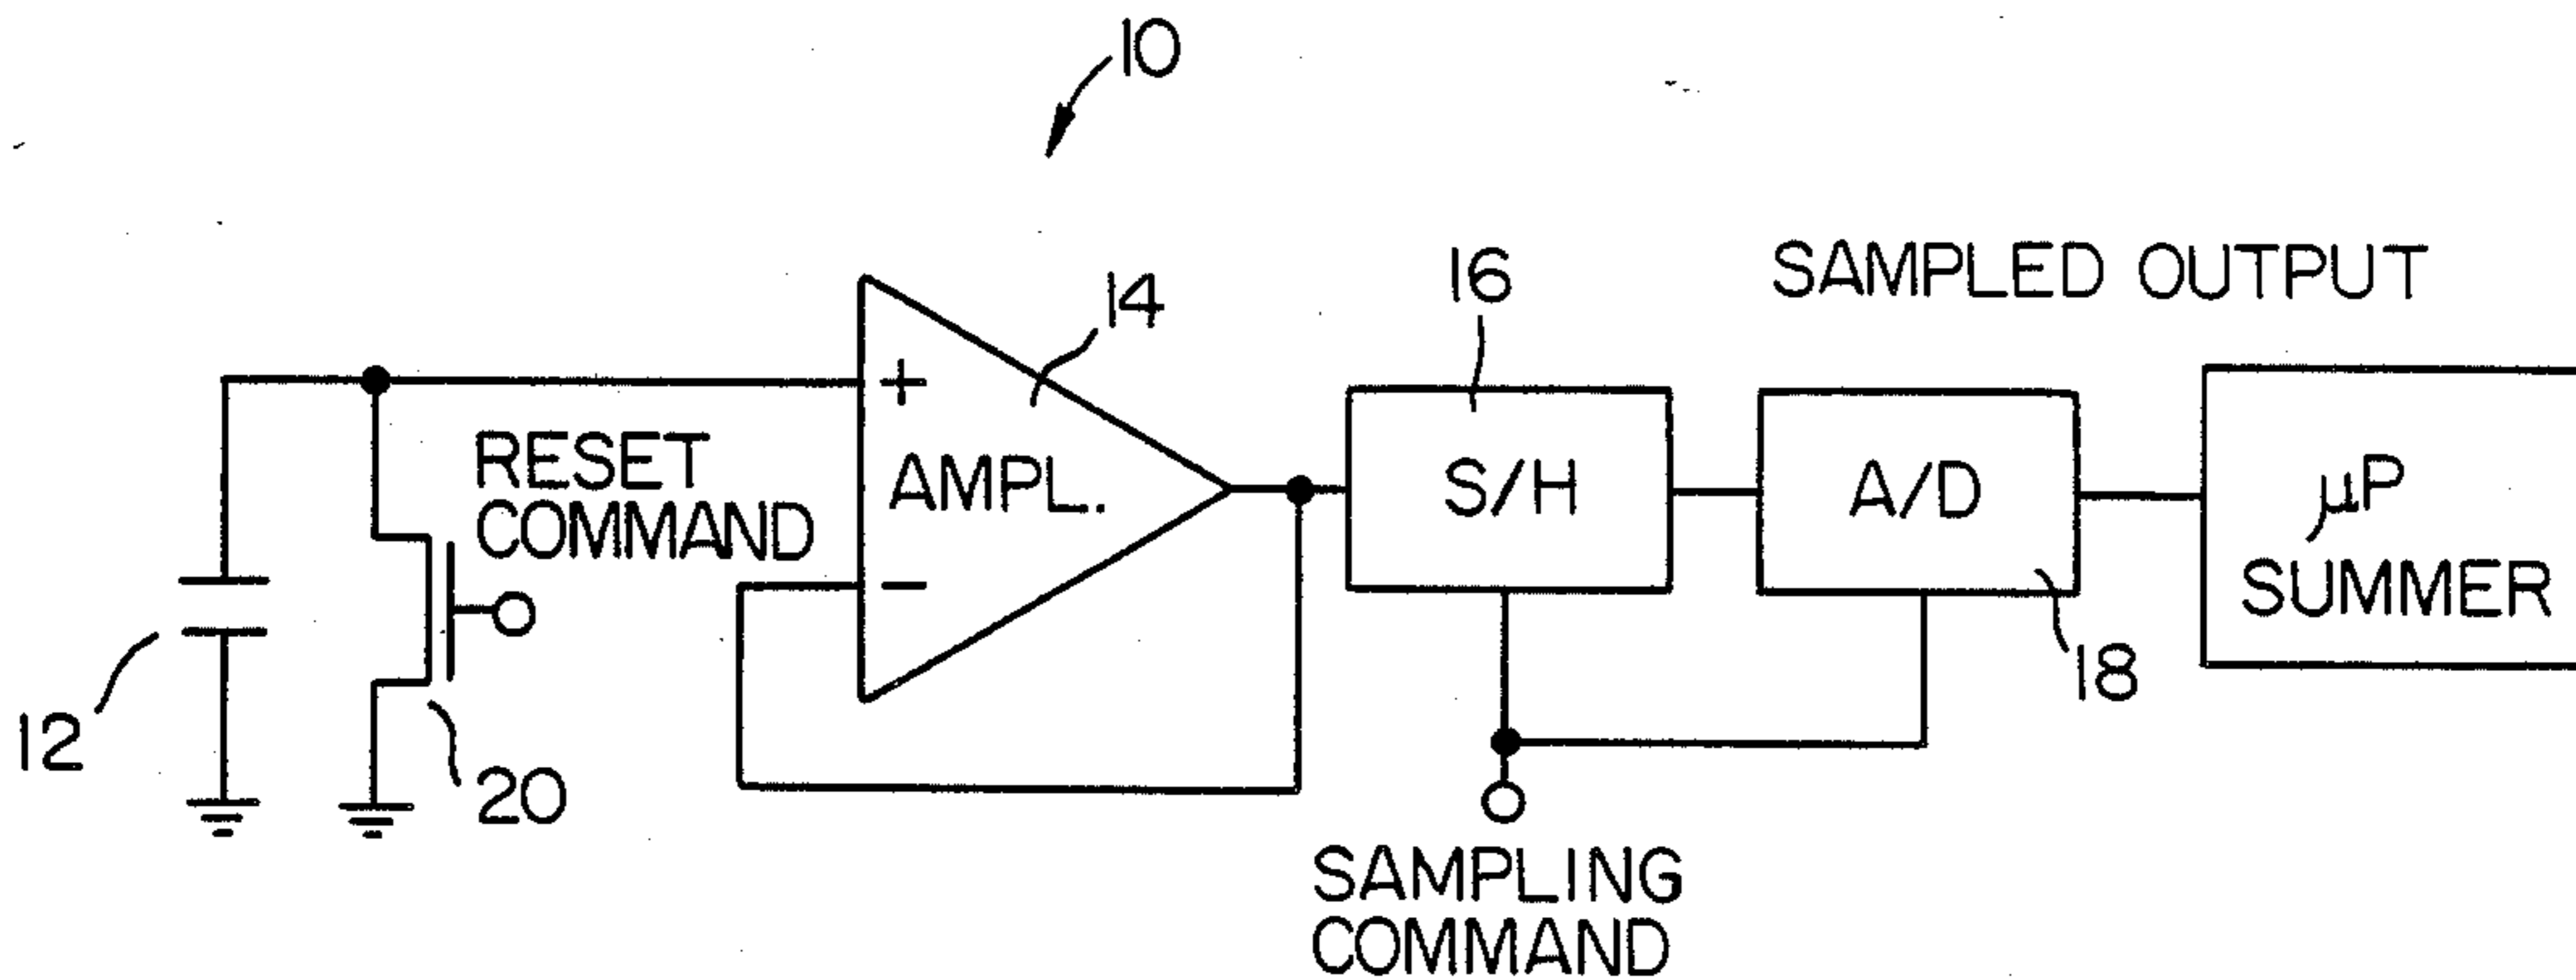 10
14
16
SAMPLED OUTPUT
+
RESET
COMMAND
AMPL.
−
S/H
A/D
μP
SUMMER
12
20
18
SAMPLING
COMMAND